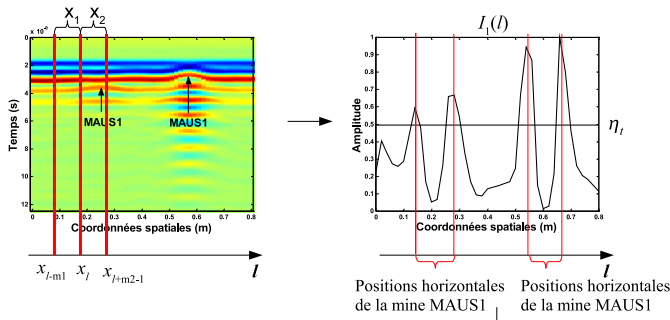 X₁ X₂
x 10⁻⁹
0
2
4
6
8
10
12
Temps (s)
MAUS1 MAUS1
0 0.1 0.2 0.3 0.4 0.5 0.6 0.7 0.8
Coordonnées spatiales (m)
x_{l-m1} x_l x_{l+m2-1} l
I₁(l)
1
0.9
0.8
0.7
0.6
0.5
0.4
0.3
0.2
0.1
0
Amplitude
η_t
0 0.1 0.2 0.3 0.4 0.5 0.6 0.7 0.8
Coordonnées spatiales (m)
l
Positions horizontales
de la mine MAUS1
Positions horizontales
de la mine MAUS1